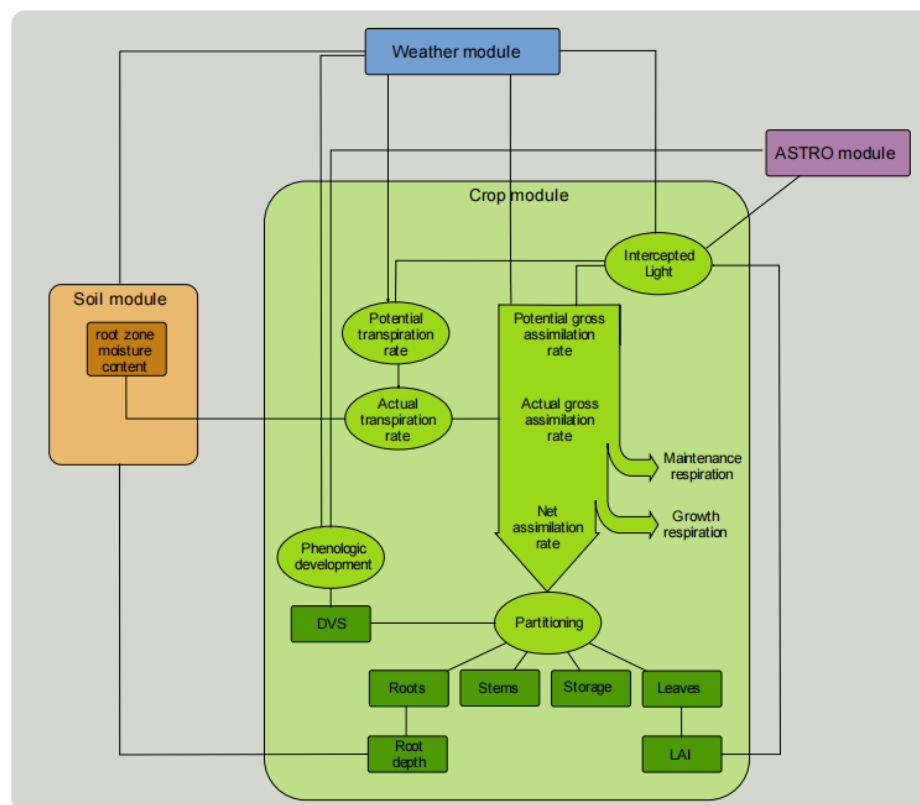 Weather module
ASTRO module
Crop module
Intercepted
Light
Soil module
root zone
moisture
content
Potential
transpiration
rate
Potential gross
assimilation
rate
Actual
transpiration
rate
Actual gross
assimilation
rate
Maintenance
respiration
Net
assimilation
rate
Growth
respiration
Phenologic
development
DVS
Partitioning
Roots
Stems
Storage
Leaves
Root
depth
LAI